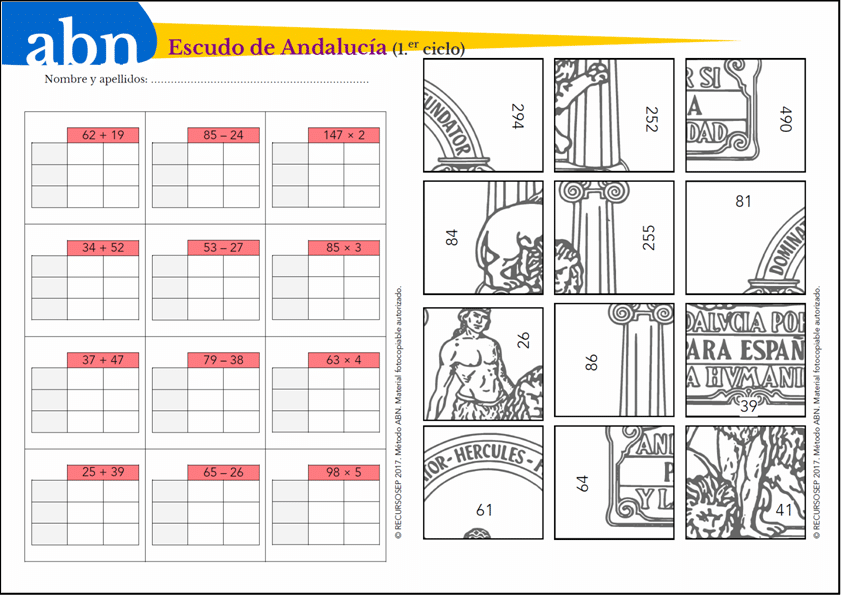 abn
Escudo de Andalucía (1.er ciclo)
Nombre y apellidos: ..................................................................
62 + 19
85 – 24
147 × 2
34 + 52
53 – 27
85 × 3
37 + 47
79 – 38
63 × 4
25 + 39
65 – 26
98 × 5
© RECURSOSEP 2017. Método ABN. Material fotocopiable autorizado.
UNDATOR
294
252
R SI
A
DAD
490
84
255
81
DOMINA
26
86
DALVCIA POR
ARA ESPAÑ
A HVMANI
39
OR- HERCULES - F
61
64
AN
P
Y L
41
© RECURSOSEP 2017. Método ABN. Material fotocopiable autorizado.